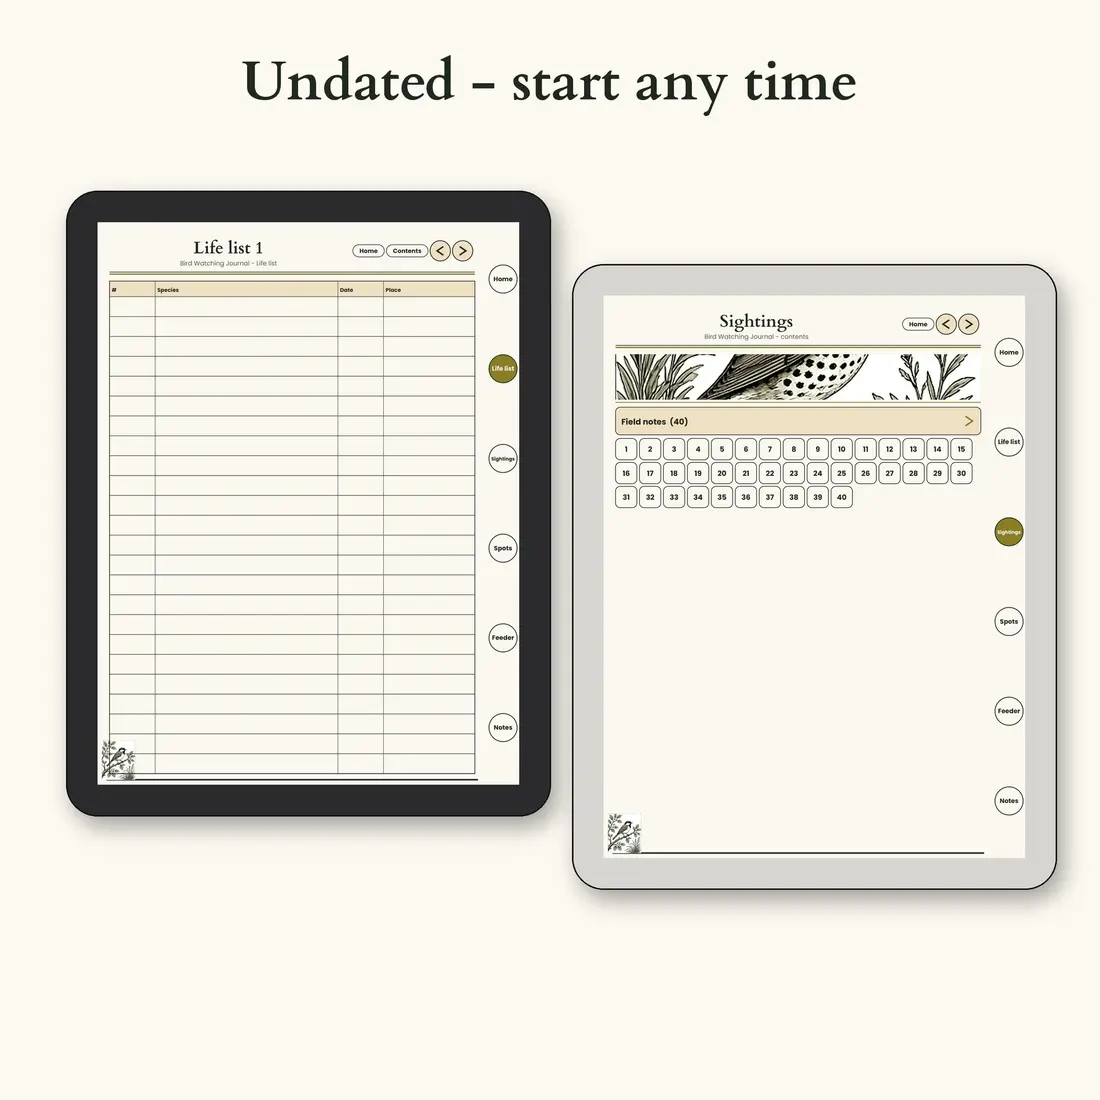 Undated - start any time
Life list 1
Bird Watching Journal - Life list
Home
Contents
Home
# Species Date Place
Life list
Sightings
Spots
Feeder
Notes
Sightings
Bird Watching Journal - contents
Home
Home
Field notes (40)
1 2 3 4 5 6 7 8 9 10 11 12 13 14 15
16 17 18 19 20 21 22 23 24 25 26 27 28 29 30
31 32 33 34 35 36 37 38 39 40
Life list
Sightings
Spots
Feeder
Notes